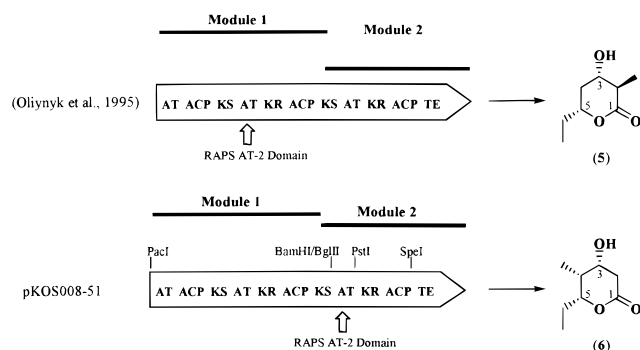 Module 1
Module 2
OH
3
(Oliynyk et al., 1995)
AT ACP KS AT KR ACP KS AT KR ACP TE
5
1
O
O
RAPS AT-2 Domain
(5)
Module 1
Module 2
PacI
BamHI/BglII
PstI
SpeI
OH
3
pKOS008-51
AT ACP KS AT KR ACP KS AT KR ACP TE
5
1
O
O
RAPS AT-2 Domain
(6)